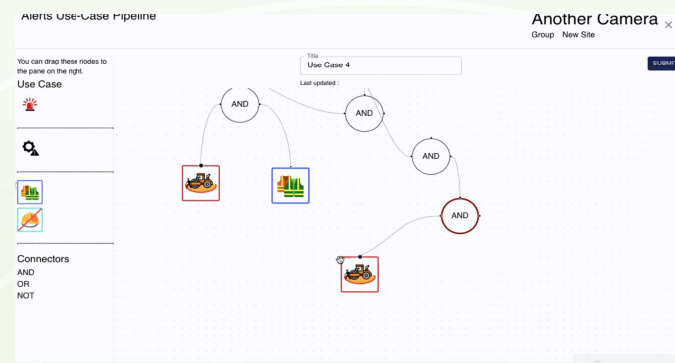 Alerts Use-Case Pipeline
Another Camera ×
Group New Site
You can drag these nodes to
the pane on the right.
Title
Use Case 4
SUBMIT
Last updated :
Use Case
AND
AND
AND
AND
Connectors
AND
OR
NOT